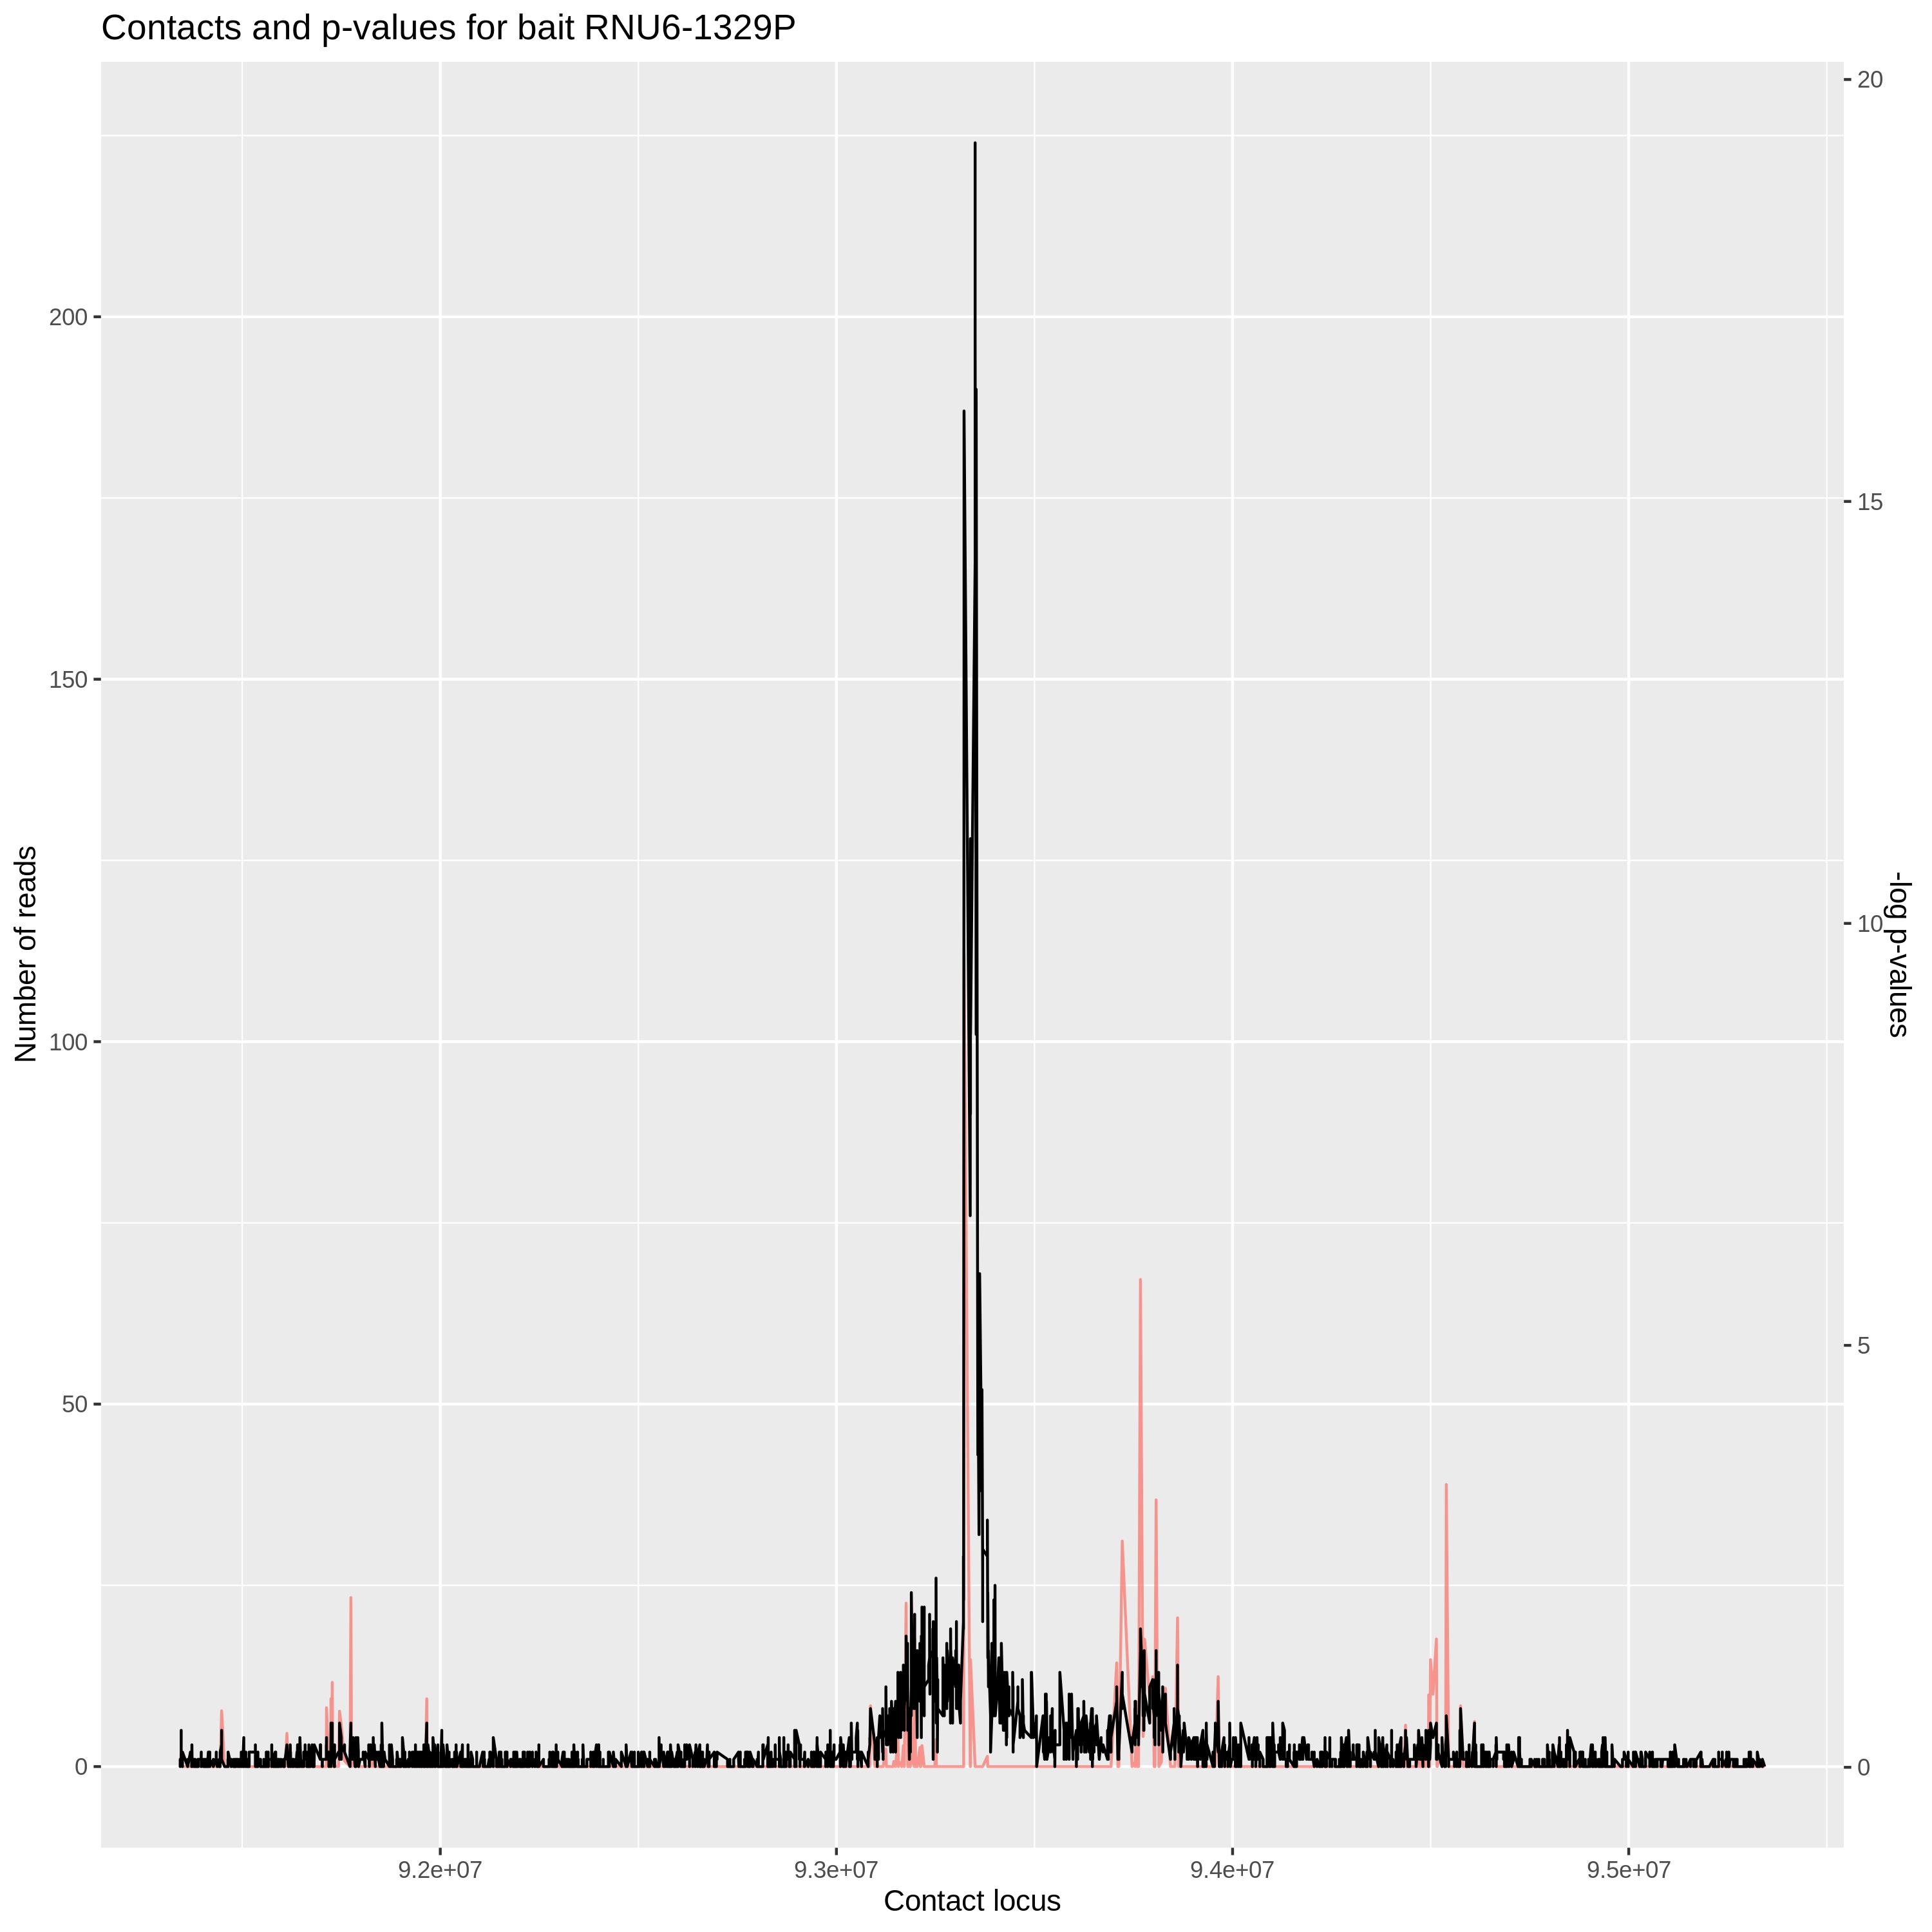 Contacts and p-values for bait RNU6-1329P
20
200
15
150
Number of reads
-log p-values
10
100
5
50
0
0
9.2e+07
9.3e+07
9.4e+07
9.5e+07
Contact locus